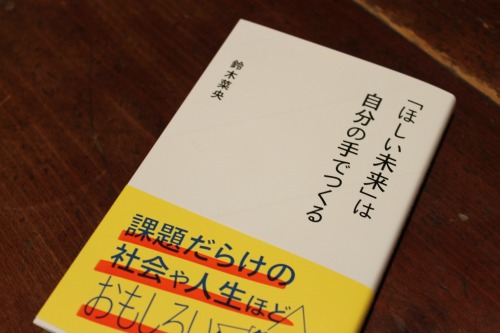 「ほしい未来」は
自分の手でつくる
鈴木菜央
課題だらけの
社会や人生ほど
おもしろい